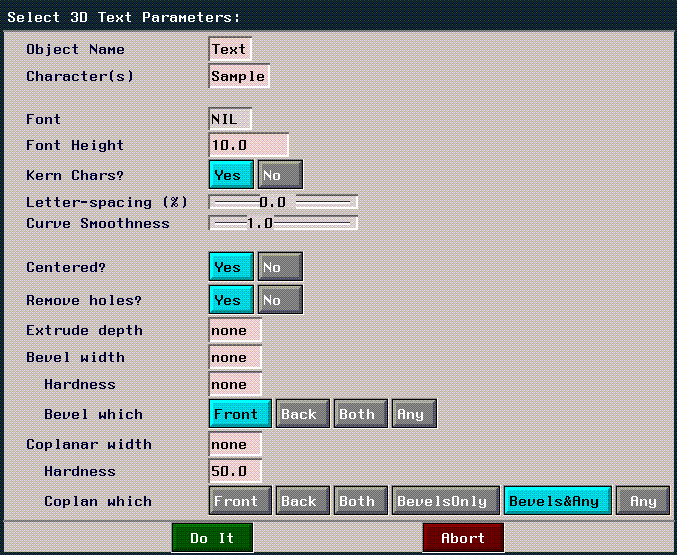 Select 3D Text Parameters:
Object Name Text
Character(s) Sample
Font NIL
Font Height 10.0
Kern Chars? Yes No
Letter-spacing (%) 0.0
Curve Smoothness 1.0
Centered? Yes No
Remove holes? Yes No
Extrude depth none
Bevel width none
Hardness none
Bevel which Front Back Both Any
Coplanar width none
Hardness 50.0
Coplan which Front Back Both BevelsOnly Bevels&Any Any
Do It Abort